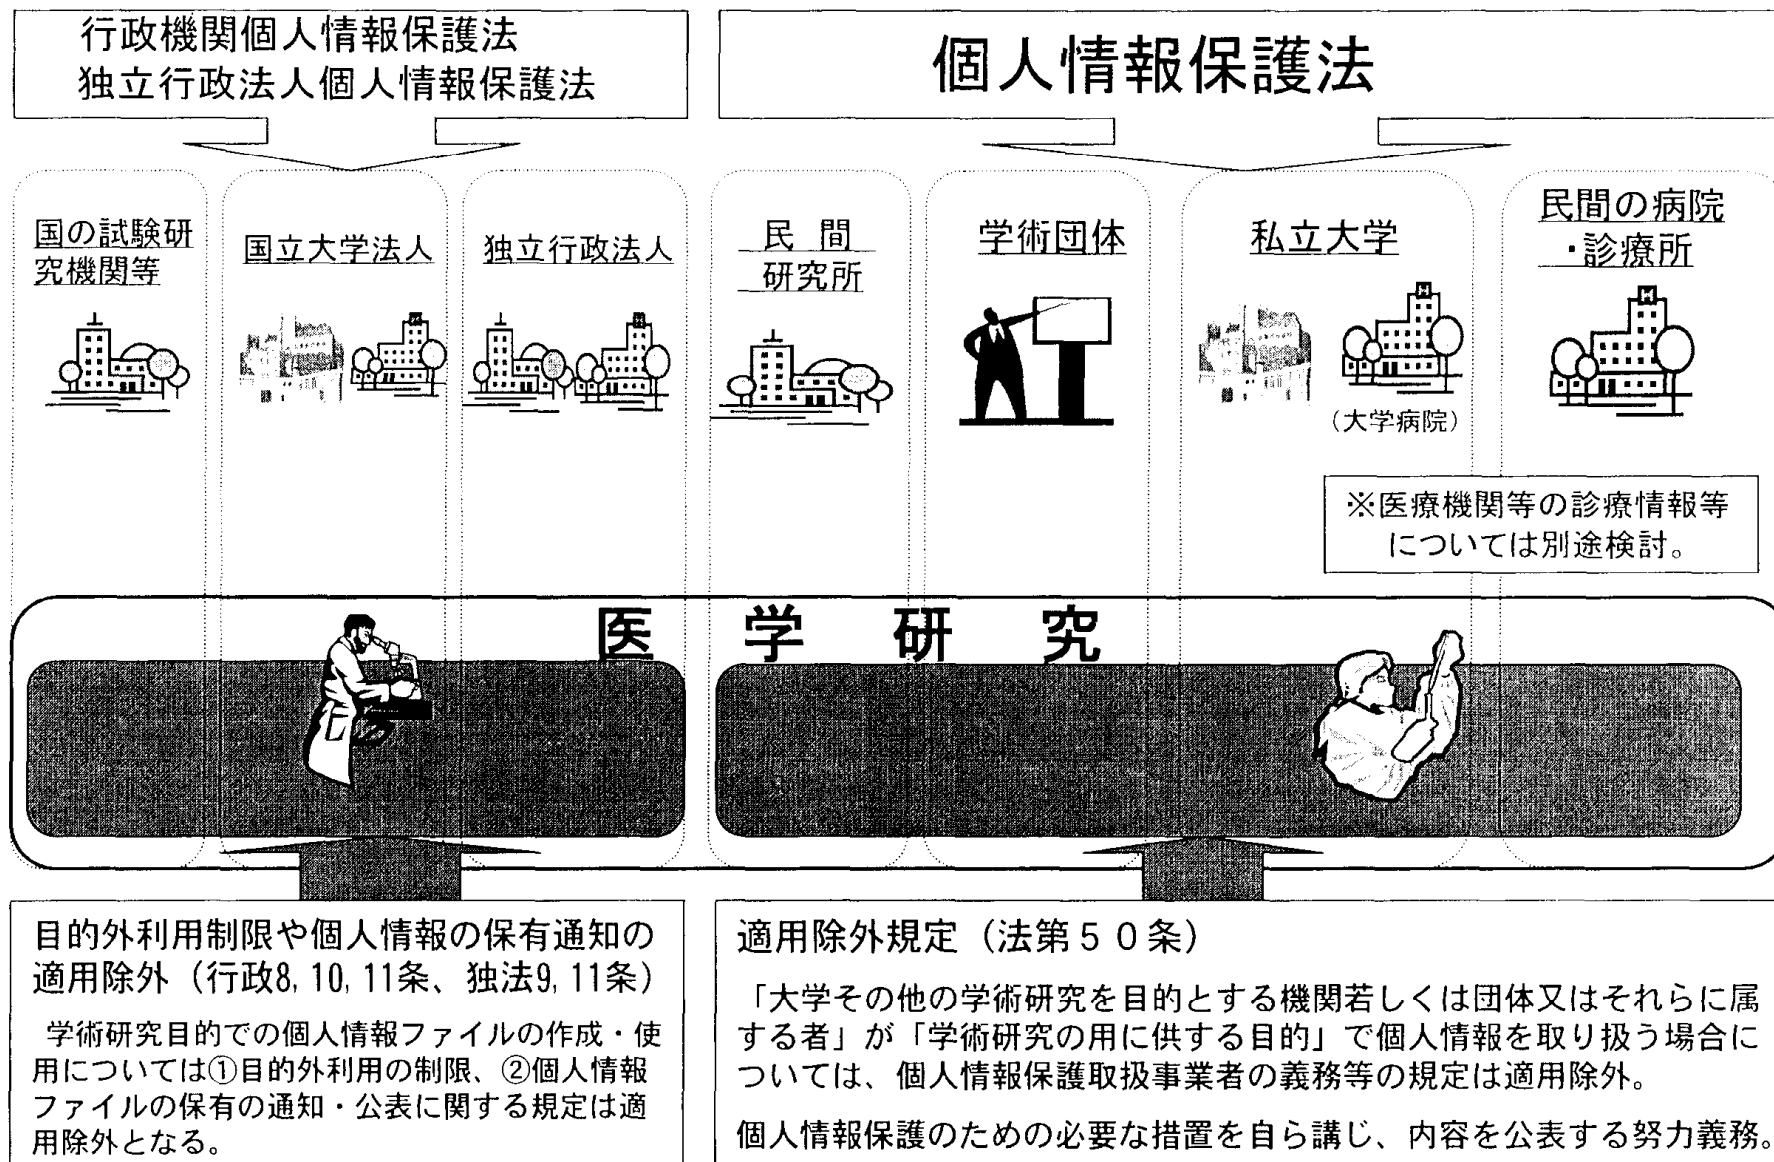 行政機関個人情報保護法
独立行政法人個人情報保護法
個人情報保護法
国の試験研
究機関等
国立大学法人
独立行政法人
民 間
研究所
学術団体
私立大学
(大学病院)
民間の病院
・診療所
※医療機関等の診療情報等
については別途検討。
医 学 研 究
目的外利用制限や個人情報の保有通知の
適用除外(行政8,10,11条、独法9,11条)
学術研究目的での個人情報ファイルの作成・使
用については①目的外利用の制限、②個人情報
ファイルの保有の通知・公表に関する規定は適
用除外となる。
適用除外規定(法第50条)
「大学その他の学術研究を目的とする機関若しくは団体又はそれらに属
する者」が「学術研究の用に供する目的」で個人情報を取り扱う場合に
ついては、個人情報保護取扱事業者の義務等の規定は適用除外。
個人情報保護のための必要な措置を自ら講じ、内容を公表する努力義務。